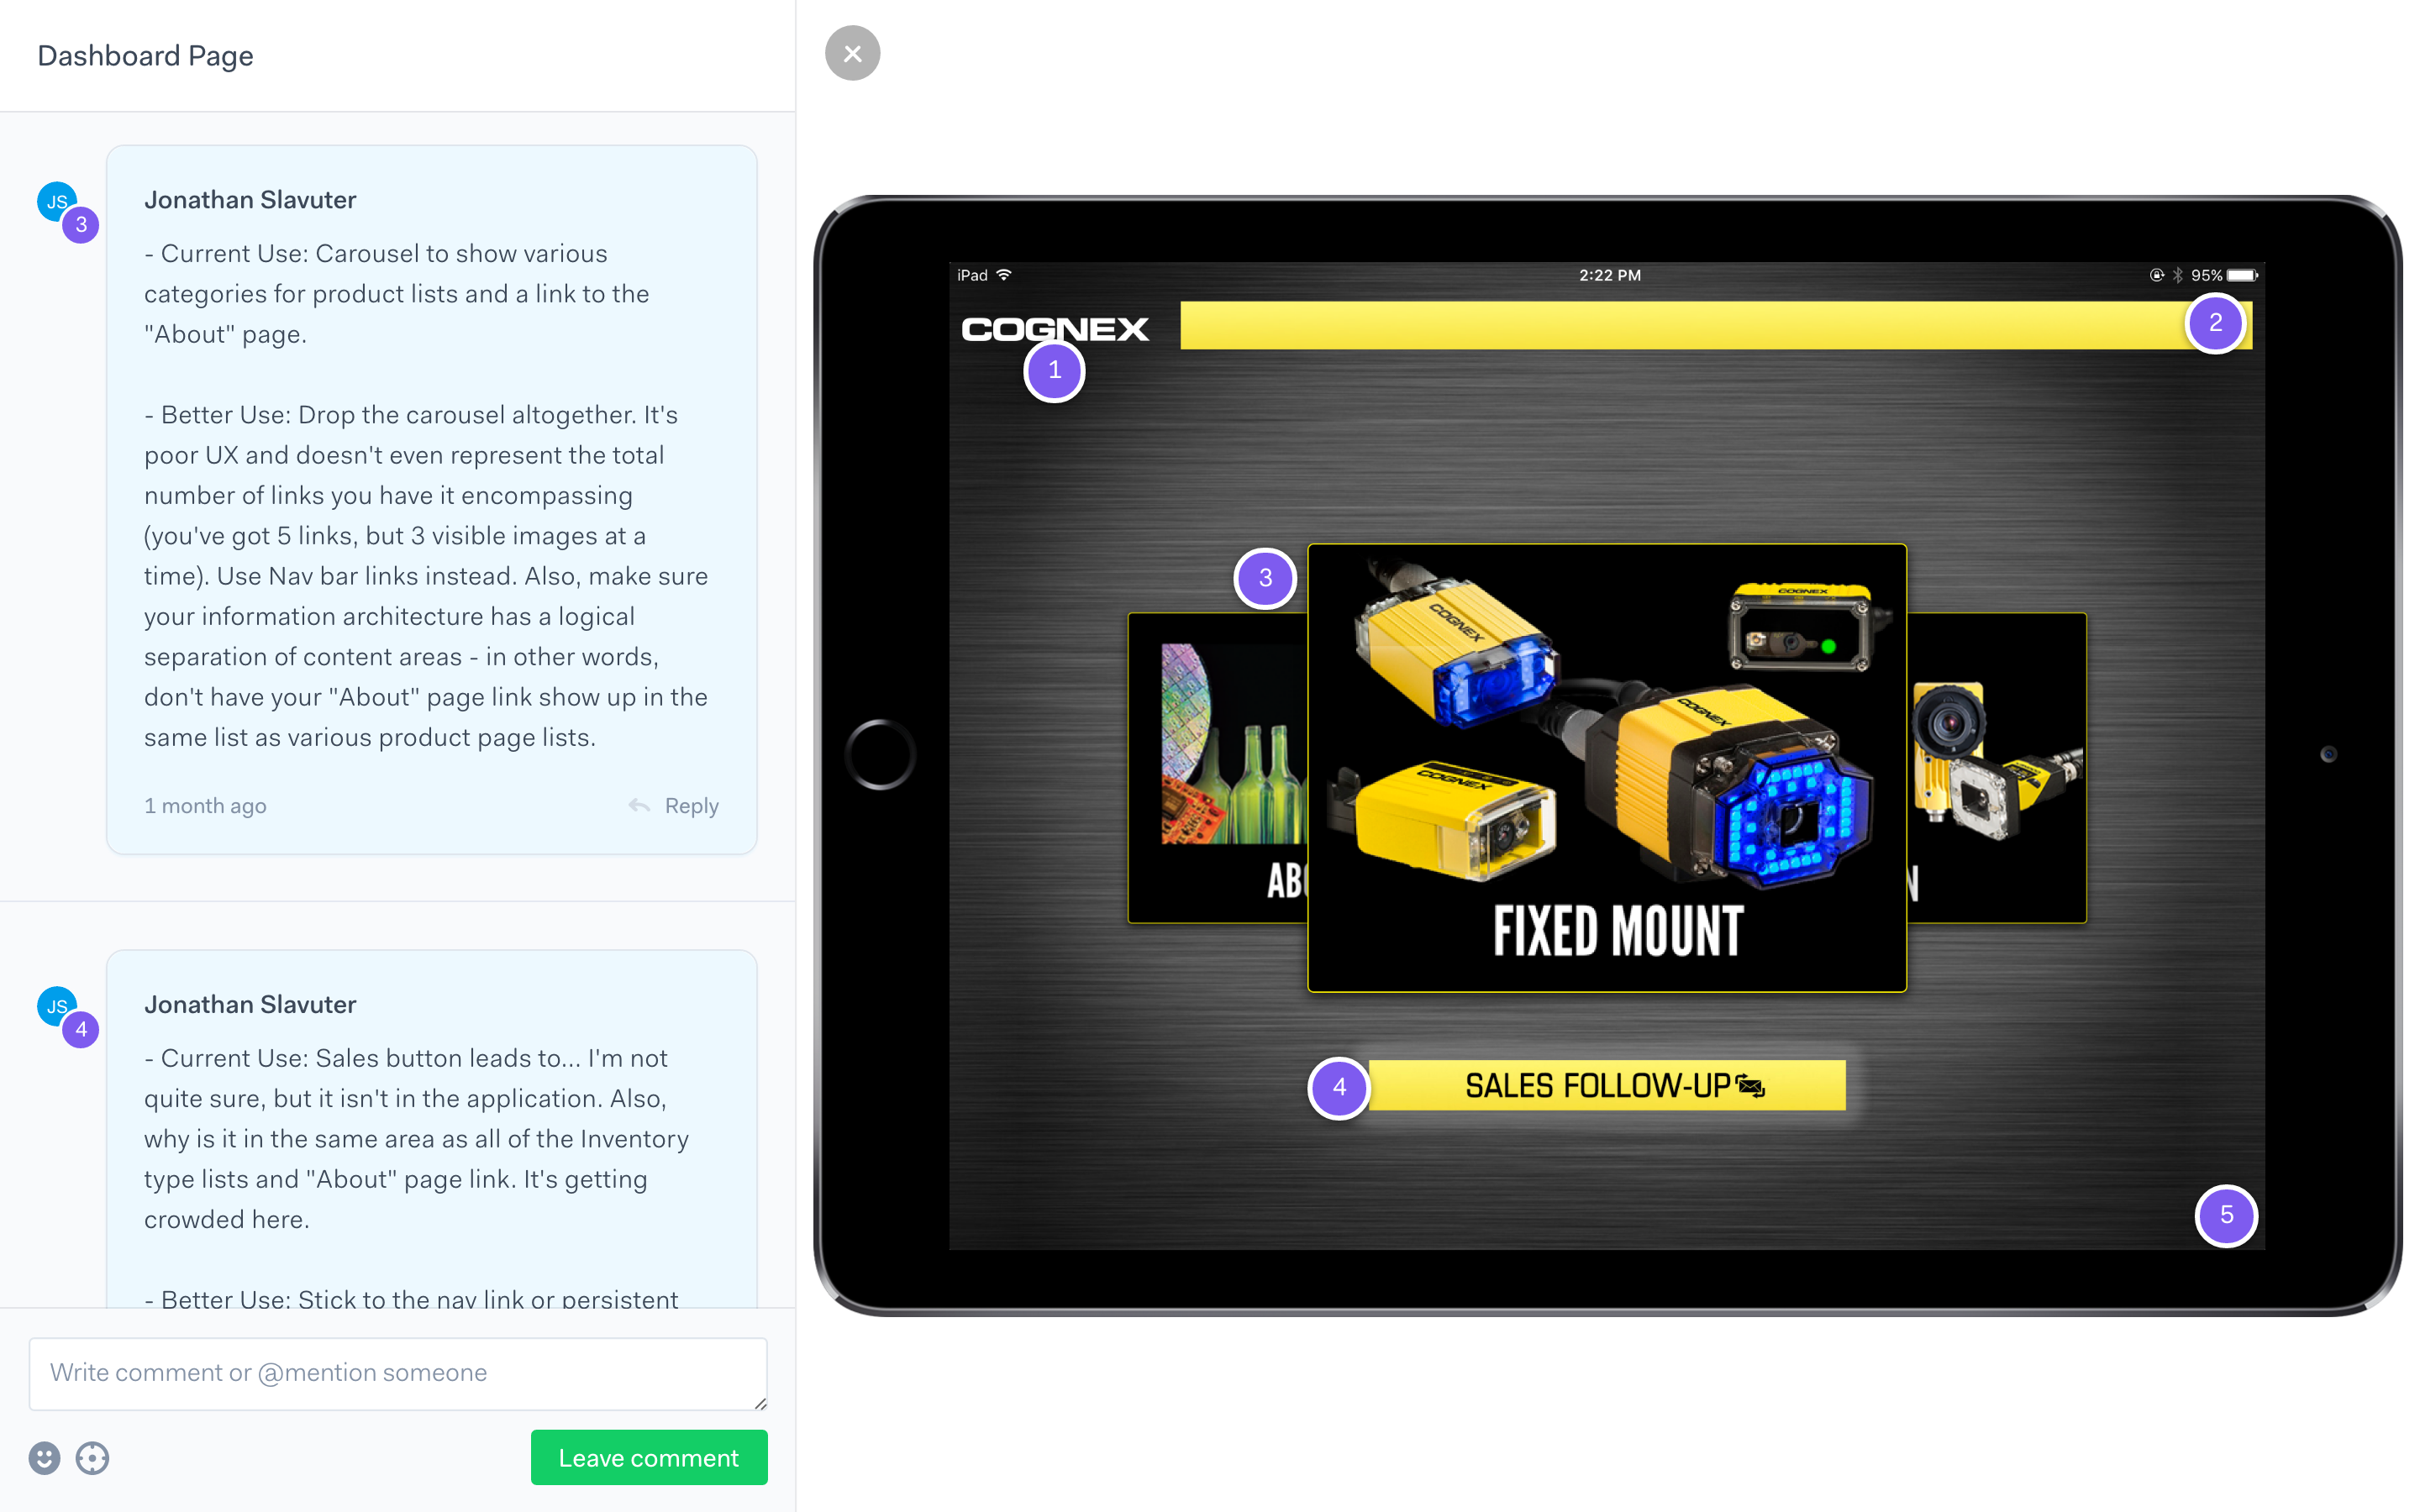 Dashboard Page
JS
3
Jonathan Slavuter
- Current Use: Carousel to show various
categories for product lists and a link to the
"About" page.
- Better Use: Drop the carousel altogether. It's
poor UX and doesn't even represent the total
number of links you have it encompassing
(you've got 5 links, but 3 visible images at a
time). Use Nav bar links instead. Also, make sure
your information architecture has a logical
separation of content areas - in other words,
don't have your "About" page link show up in the
same list as various product page lists.
1 month ago
Reply
JS
4
Jonathan Slavuter
- Current Use: Sales button leads to... I'm not
quite sure, but it isn't in the application. Also,
why is it in the same area as all of the Inventory
type lists and "About" page link. It's getting
crowded here.
- Better Use: Stick to the nav link or persistent
Write comment or @mention someone
Leave comment
iPad
2:22 PM
95%
COGNEX
1
2
3
COGNEX
COGNEX
COGNEX
COGNEX
AB
N
FIXED MOUNT
4
SALES FOLLOW-UP
5